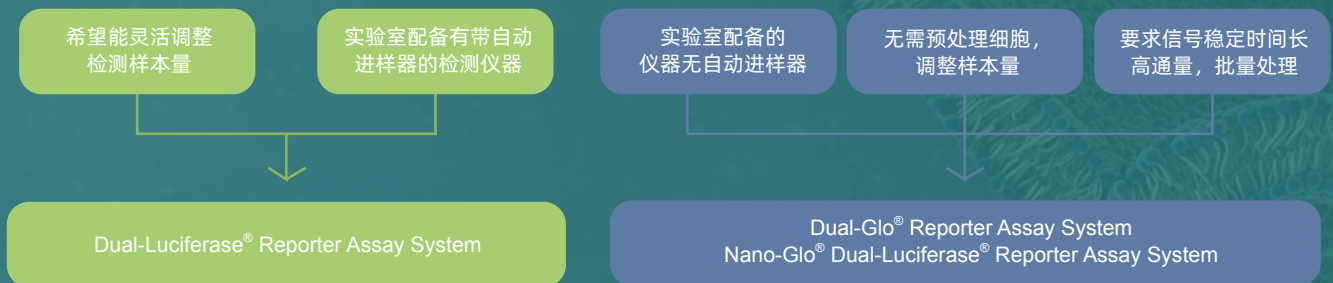 希望能灵活调整
检测样本量
实验室配备有带自动
进样器的检测仪器
实验室配备的
仪器无自动进样器
无需预处理细胞，
调整样本量
要求信号稳定时间长
高通量，批量处理
Dual-Luciferase® Reporter Assay System
Dual-Glo® Reporter Assay System
Nano-Glo® Dual-Luciferase® Reporter Assay System